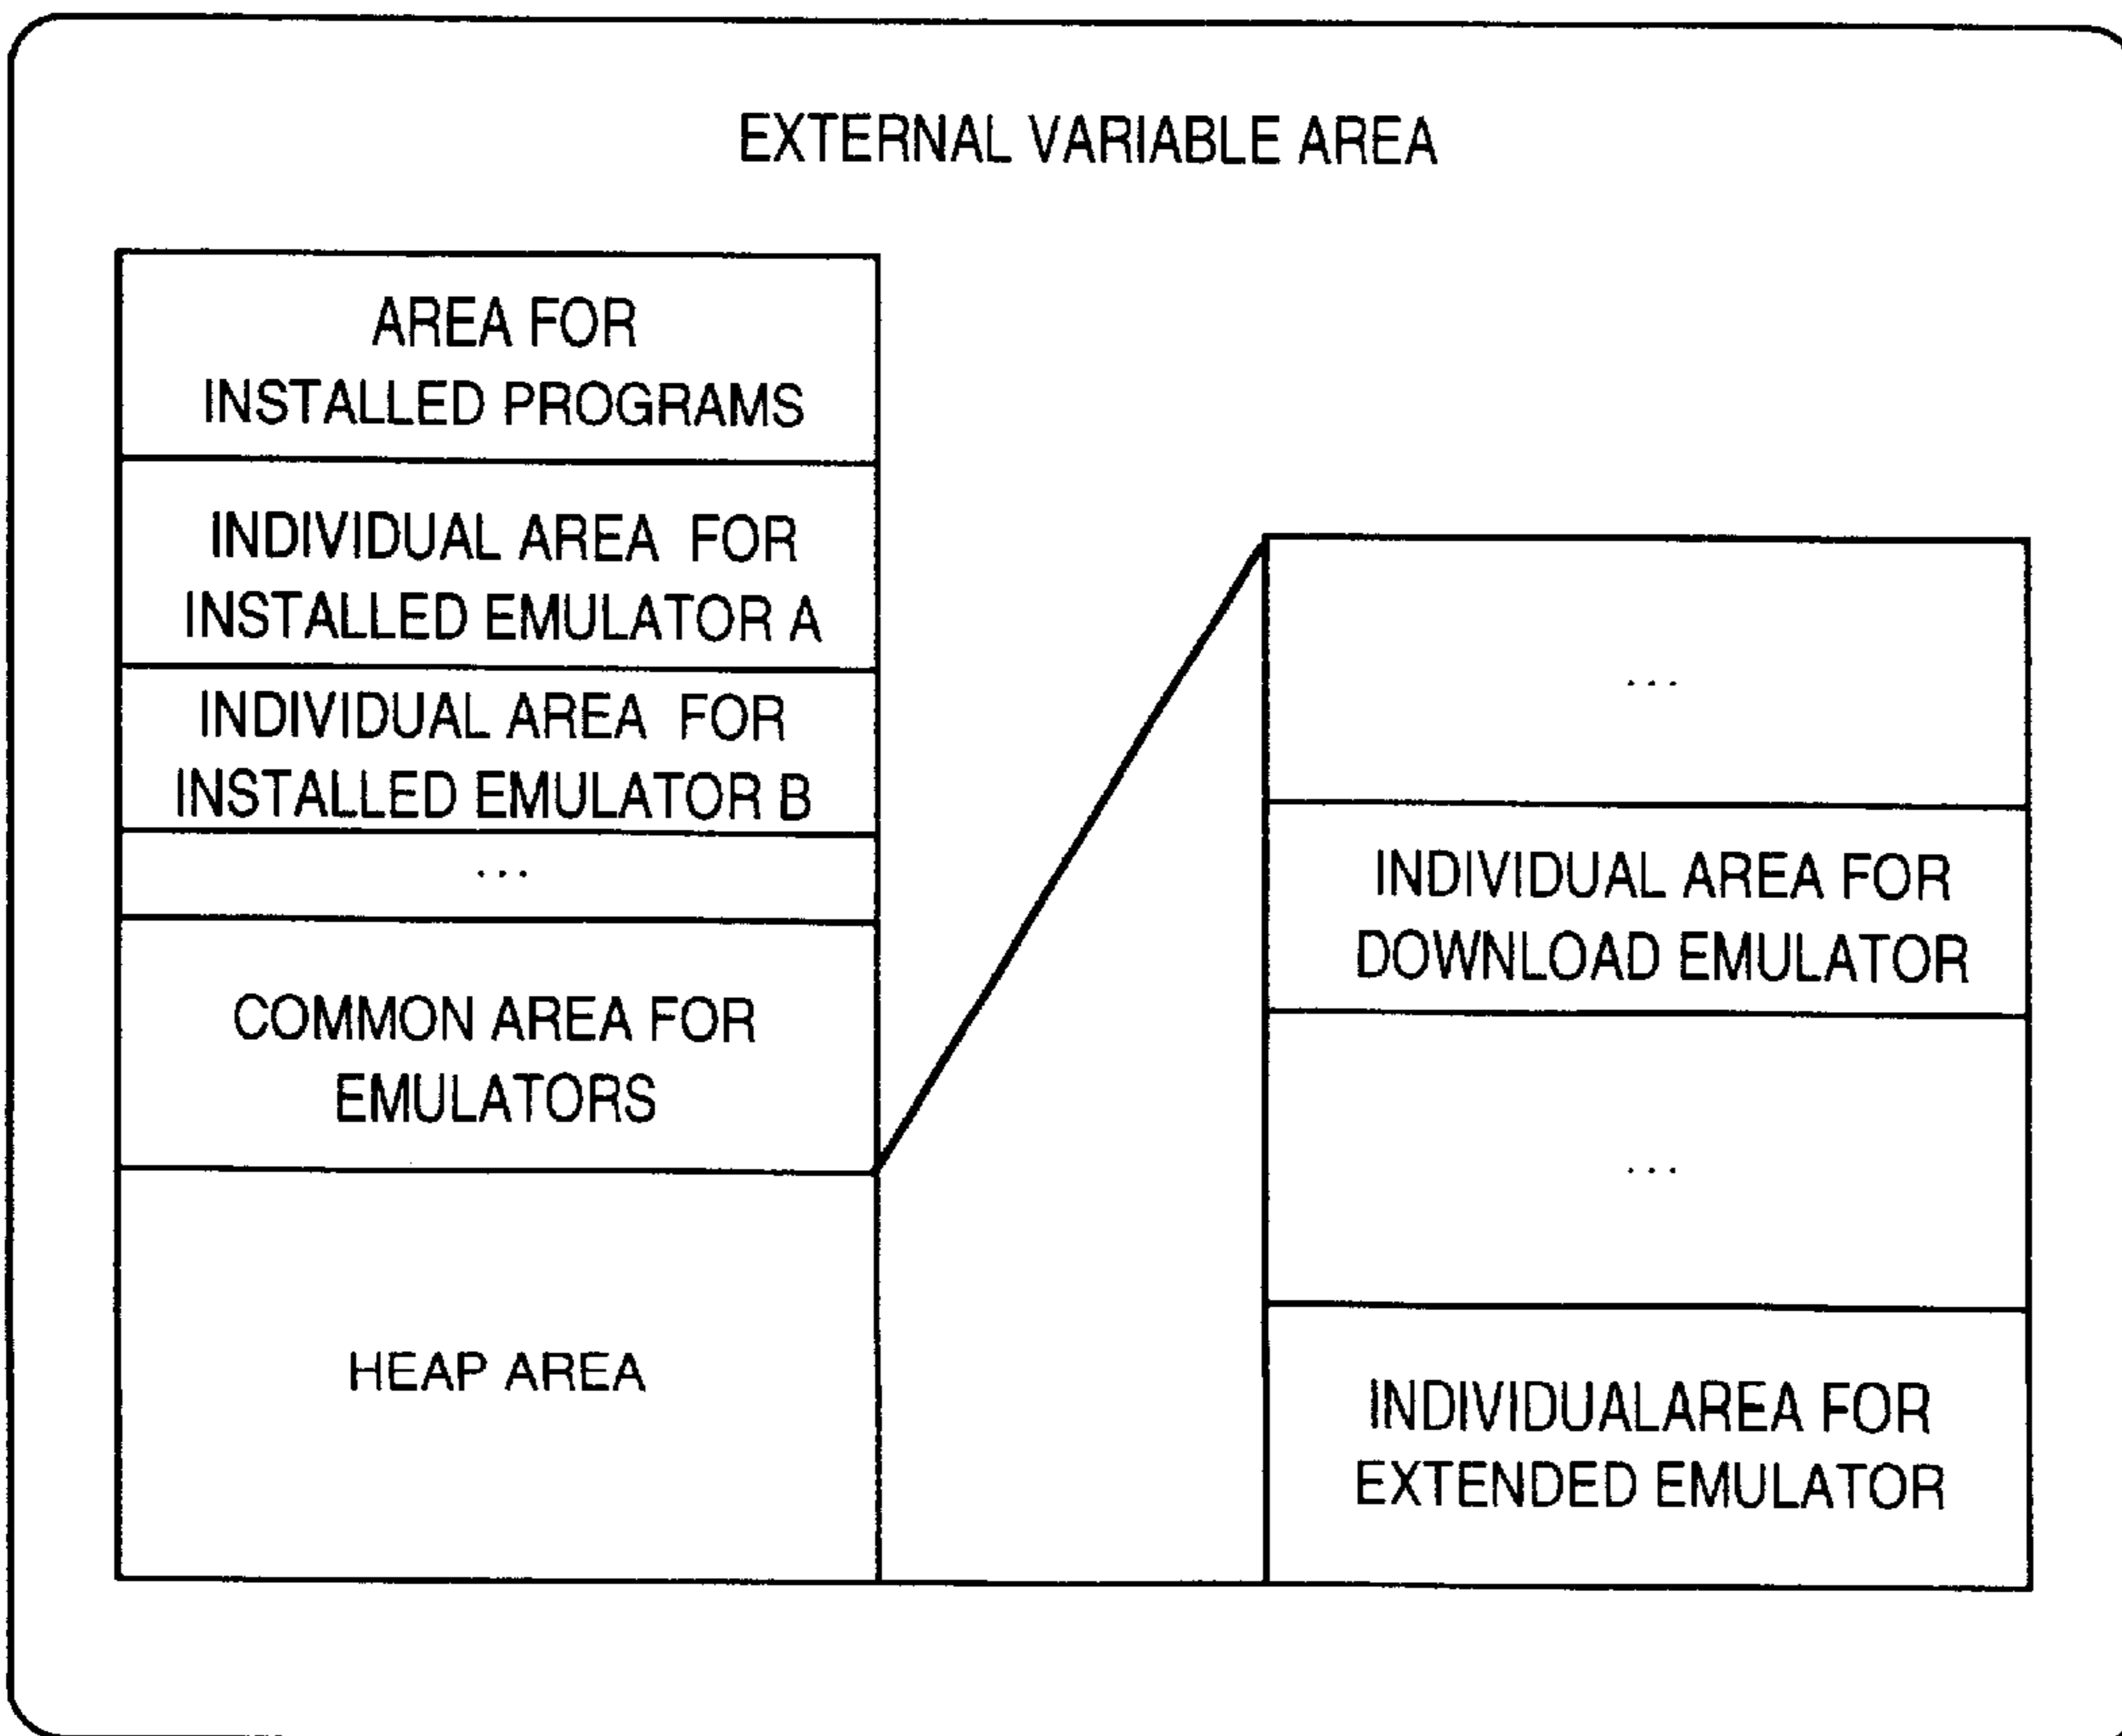 EXTERNAL VARIABLE AREA
AREA FOR
INSTALLED PROGRAMS
INDIVIDUAL AREA FOR
INSTALLED EMULATOR A
INDIVIDUAL AREA FOR
INSTALLED EMULATOR B
...
COMMON AREA FOR
EMULATORS
HEAP AREA
...
INDIVIDUAL AREA FOR
DOWNLOAD EMULATOR
...
INDIVIDUALAREA FOR
EXTENDED EMULATOR